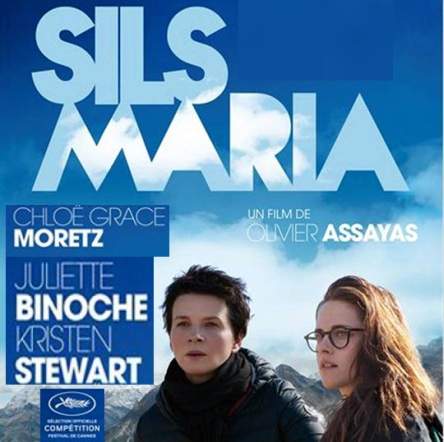 SILS
MARIA
CHLOË GRACE
MORETZ
UN FILM DE
OLIVIER ASSAYAS
JULIETTE
BINOCHE
KRISTEN
STEWART
SÉLECTION OFFICIELLE
COMPÉTITION
FESTIVAL DE CANNES